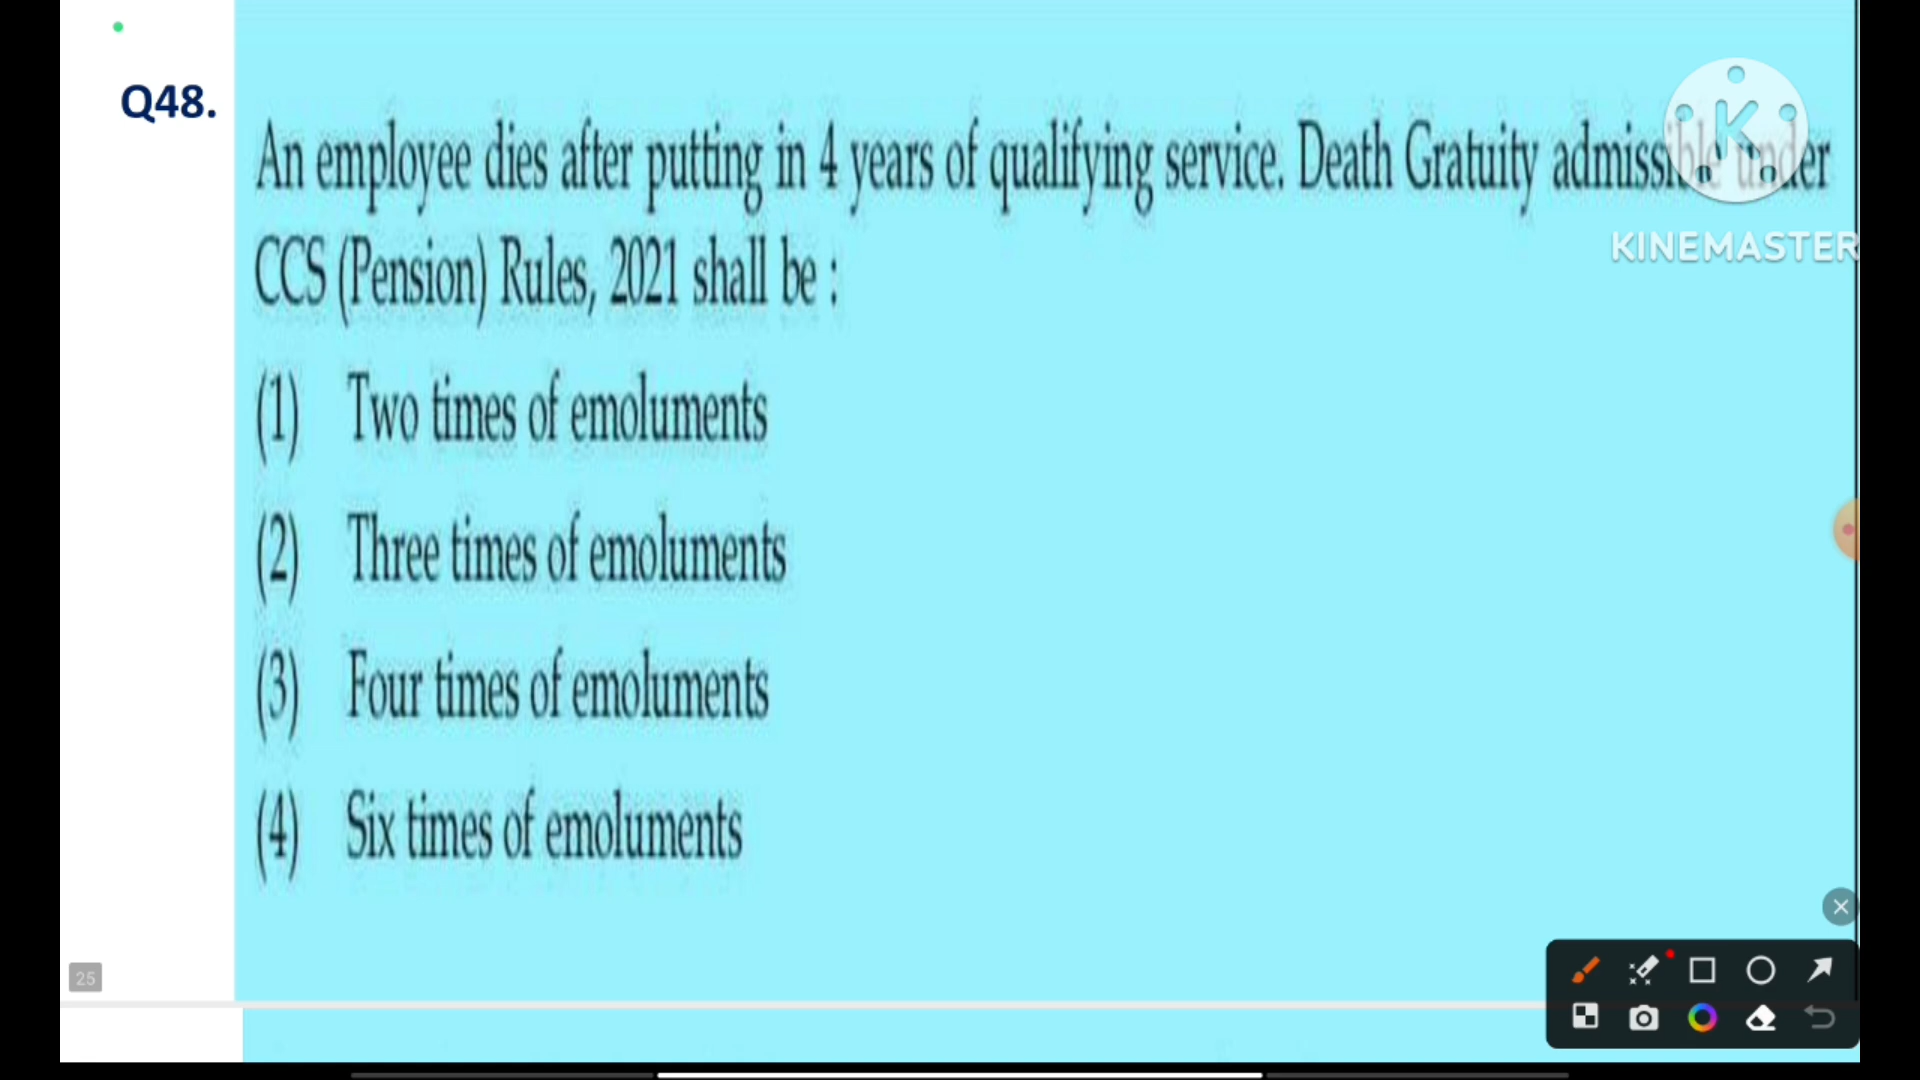 Q48.
An employee dies after putting in 4 years of qualifying service. Death Gratuity admissible under
CCS (Pension) Rules, 2021 shall be :
(1) Two times of emoluments
(2) Three times of emoluments
(3) Four times of emoluments
(4) Six times of emoluments
KINEMASTER
25